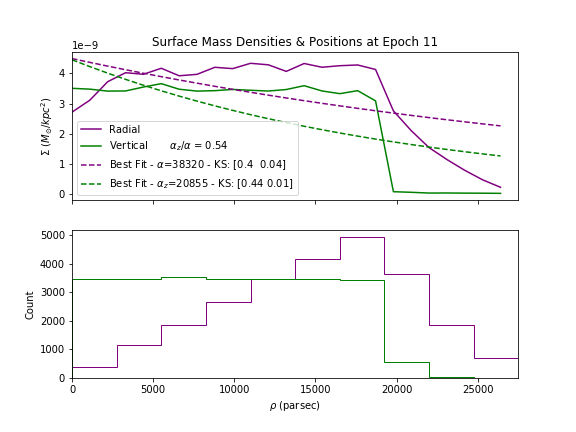 Surface Mass Densities & Positions at Epoch 11
1e−9
4
3
2
1
0
Σ (M⊙/kpc²)
Radial
Vertical αz/α = 0.54
Best Fit - α=38320 - KS: [0.4 0.04]
Best Fit - αz=20855 - KS: [0.44 0.01]
5000
4000
3000
2000
1000
0
Count
0 5000 10000 15000 20000 25000
ρ (parsec)